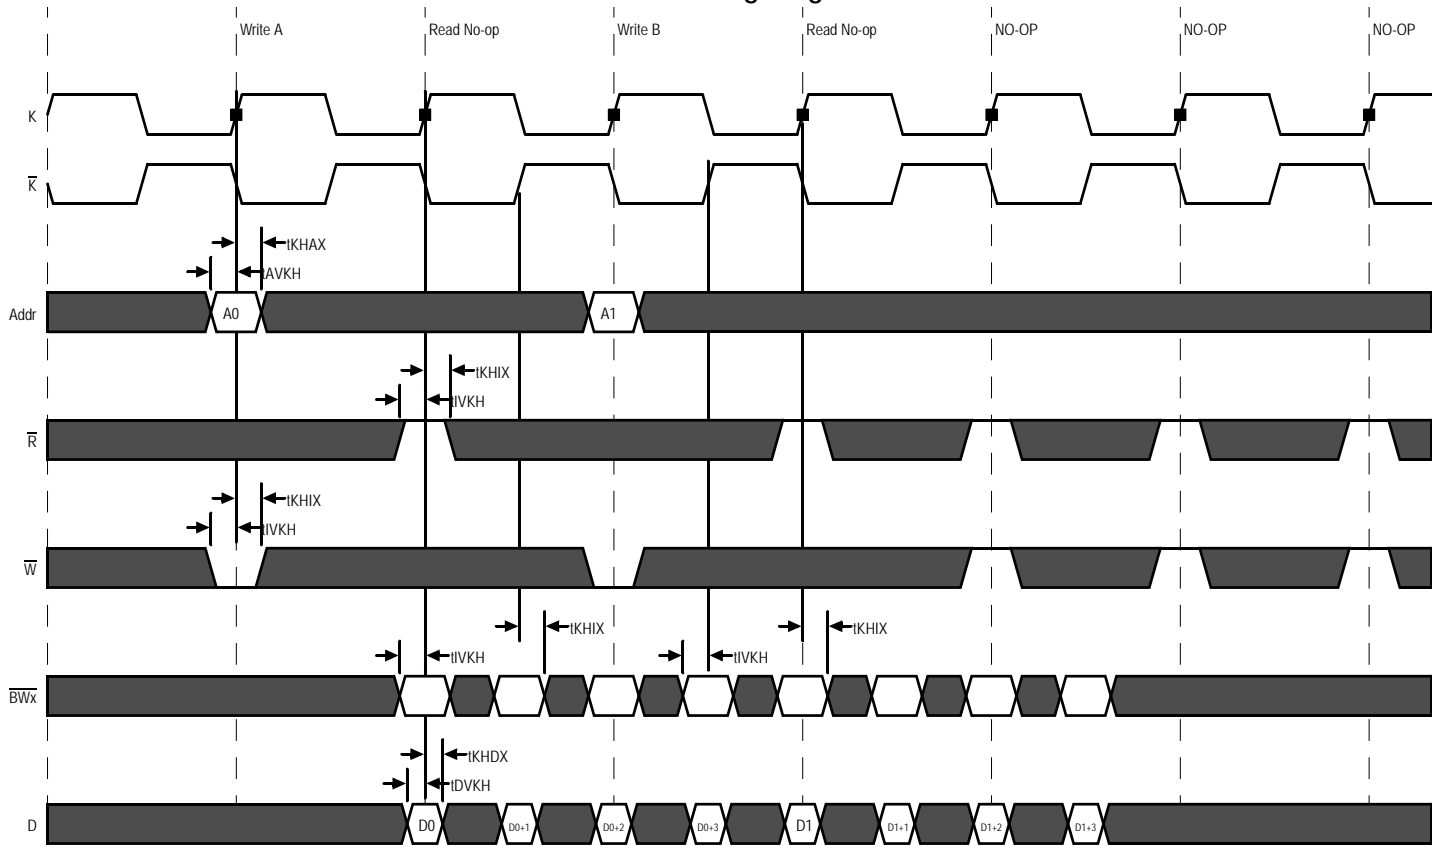 Write A Read No-op Write B Read No-op NO-OP NO-OP NO-OP
K
K̅
tKHAX
tAVKH
Addr A0 A1
tKHIX
tIVKH
R̅
tKHIX
tIVKH
W̅
tKHIX tKHIX
tIVKH tIVKH
B̅W̅x̅
tKHDX
tDVKH
D D0 D0+1 D0+2 D0+3 D1 D1+1 D1+2 D1+3